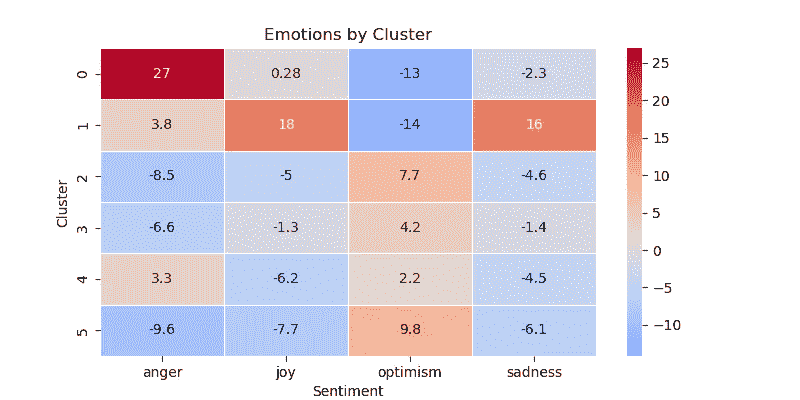 Emotions by Cluster
0 27 0.28 -13 -2.3
1 3.8 18 -14 16
2 -8.5 -5 7.7 -4.6
3 -6.6 -1.3 4.2 -1.4
4 3.3 -6.2 2.2 -4.5
5 -9.6 -7.7 9.8 -6.1
Cluster
anger joy optimism sadness
Sentiment
25
20
15
10
5
0
−5
−10